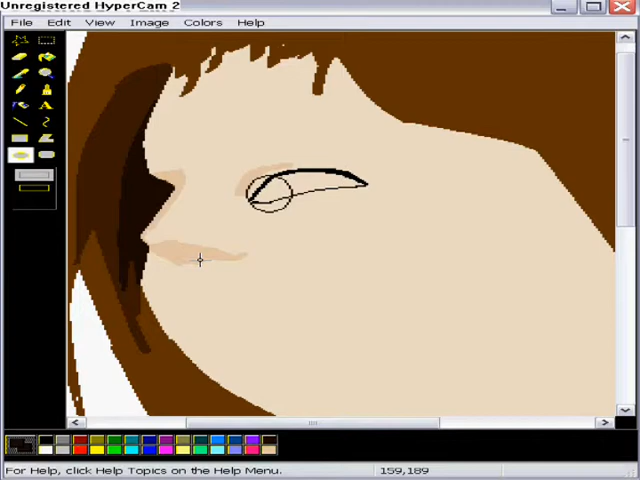 Unregistered HyperCam 2
File Edit View Image Colors Help
A
For Help, click Help Topics on the Help Menu.
159,189